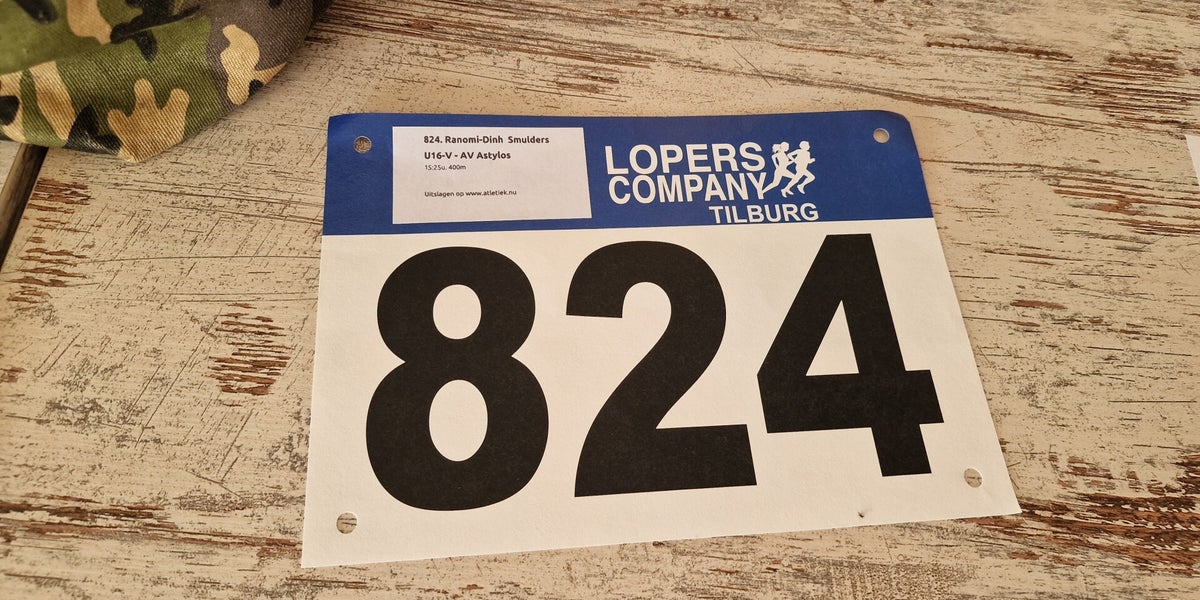 824. Ranomi-Dinh Smulders
U16-V - AV Astylos
15:25u. 400m
Uitslagen op www.atletiek.nu
LOPERS
COMPANY
TILBURG
824